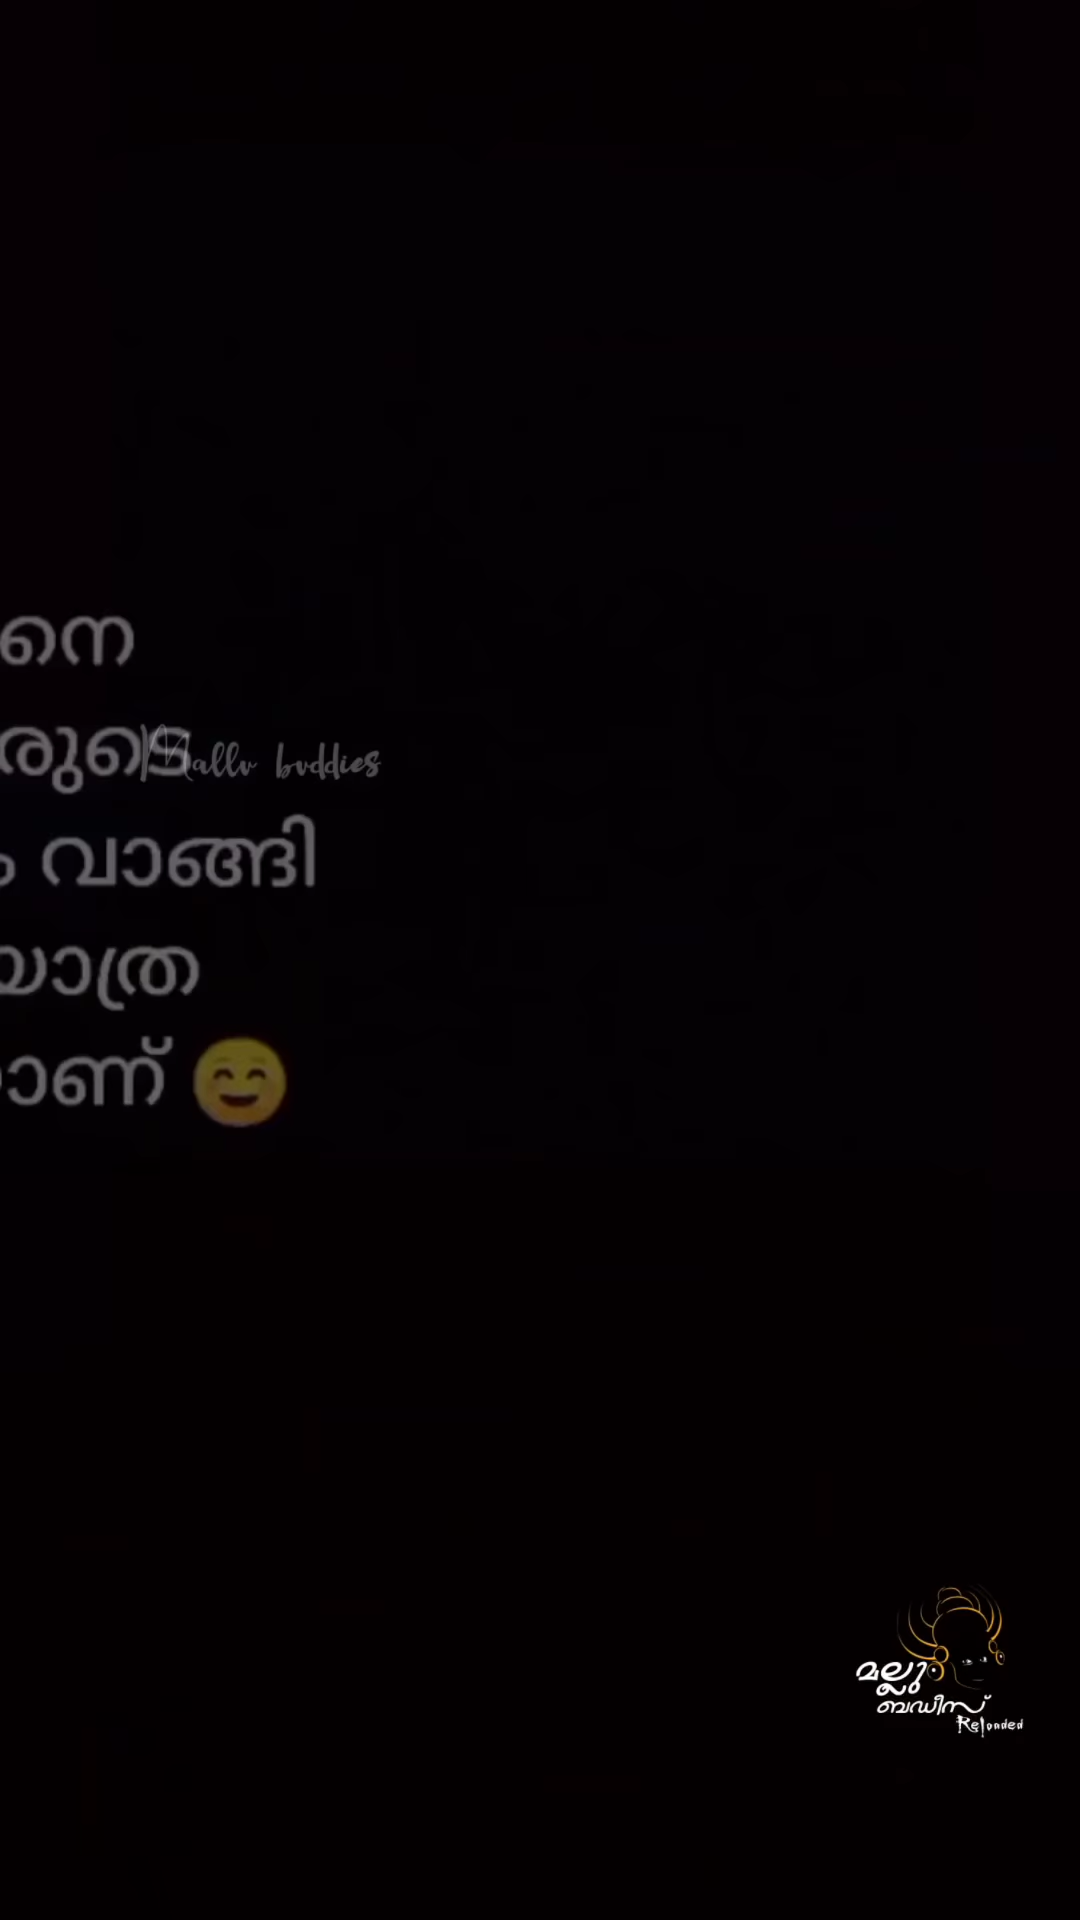 നെ
രുടെ
Mallu buddies
വാങ്ങി
യാത്ര
ാണ് 😊
മല്ലു
ബഡീസ്
Reloaded